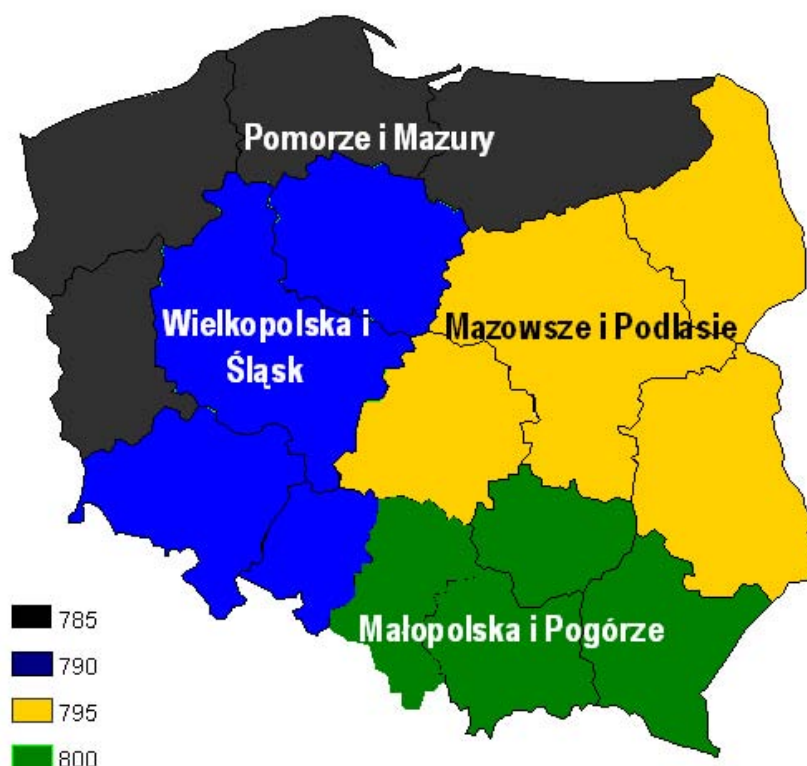 Pomorze i Mazury
Wielkopolska i
Śląsk
Mazowsze i Podlasie
Małopolska i Pogórze
785
790
795
800